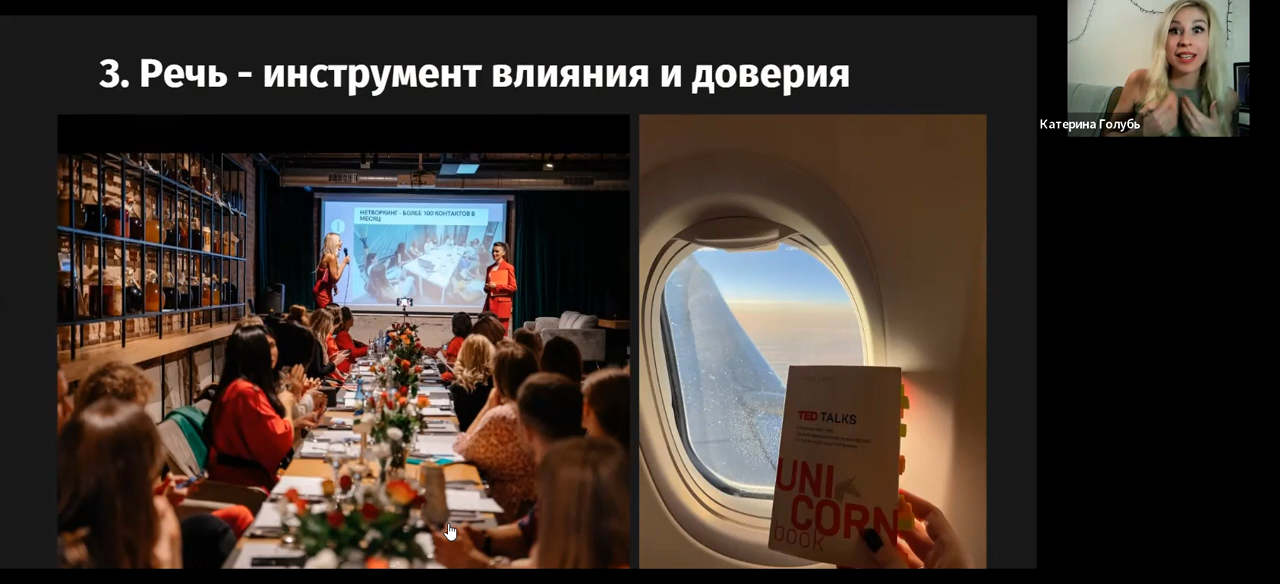 3. Речь - инструмент влияния и доверия
Катерина Голубь
НЕТВОРКИНГ - БОЛЕЕ 100 КОНТАКТОВ В
МЕСЯЦ
TED TALKS
UNI
CORN
book